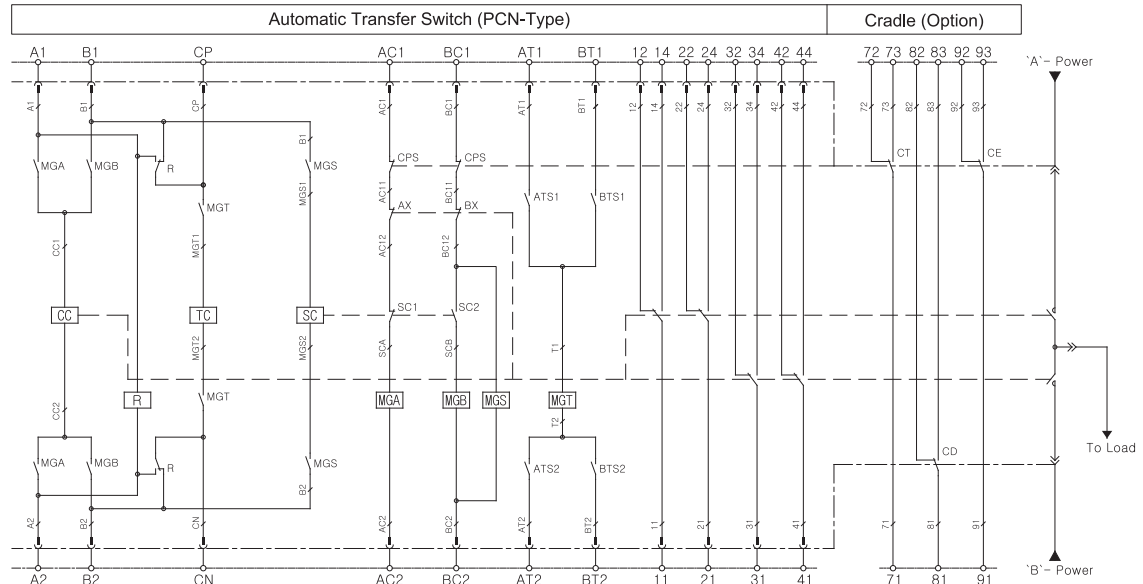 Automatic Transfer Switch (PCN-Type) Cradle (Option)
A1 B1 CP AC1 BC1 AT1 BT1 12 14 22 24 32 34 42 44 72 73 82 83 92 93
`A`- Power
A1 B1 CP AC1 BC1 AT1 BT1 12 14 22 24 32 34 42 44 72 73 82 83 92 93
B1
MGA MGB R MGS CPS CPS CT CE
MGS1 AC11 BC11 ATS1 BTS1
MGT AX BX
CC1 MGT1 AC12 BC12
CC TC SC SC1 SC2
MGT2 MGS2 SCA SCB T1
R MGT MGA MGB MGS MGT
CC2 T2
MGA MGB R MGS ATS2 BTS2 CD
To Load
B2
A2 B2 CN AC2 BC2 AT2 BT2 11 21 31 41 71 81 91
`B`- Power
A2 B2 CN AC2 BC2 AT2 BT2 11 21 31 41 71 81 91